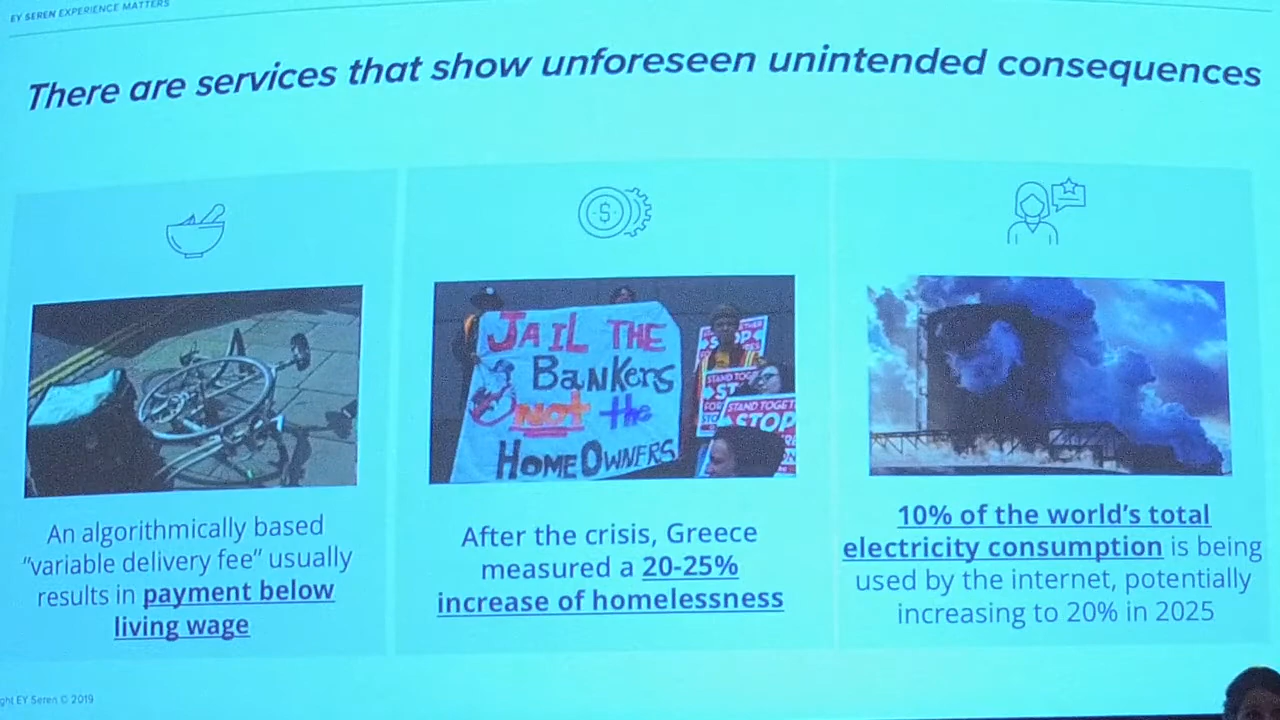 EY SEREN EXPERIENCE MATTERS
There are services that show unforeseen unintended consequences
JAIL THE
BANKERS
NOT the
HOMEOWNERS
STAND TOGETHER
STOP
An algorithmically based
"variable delivery fee" usually
results in payment below
living wage
After the crisis, Greece
measured a 20-25%
increase of homelessness
10% of the world's total
electricity consumption is being
used by the internet, potentially
increasing to 20% in 2025
ght EY Seren © 2019